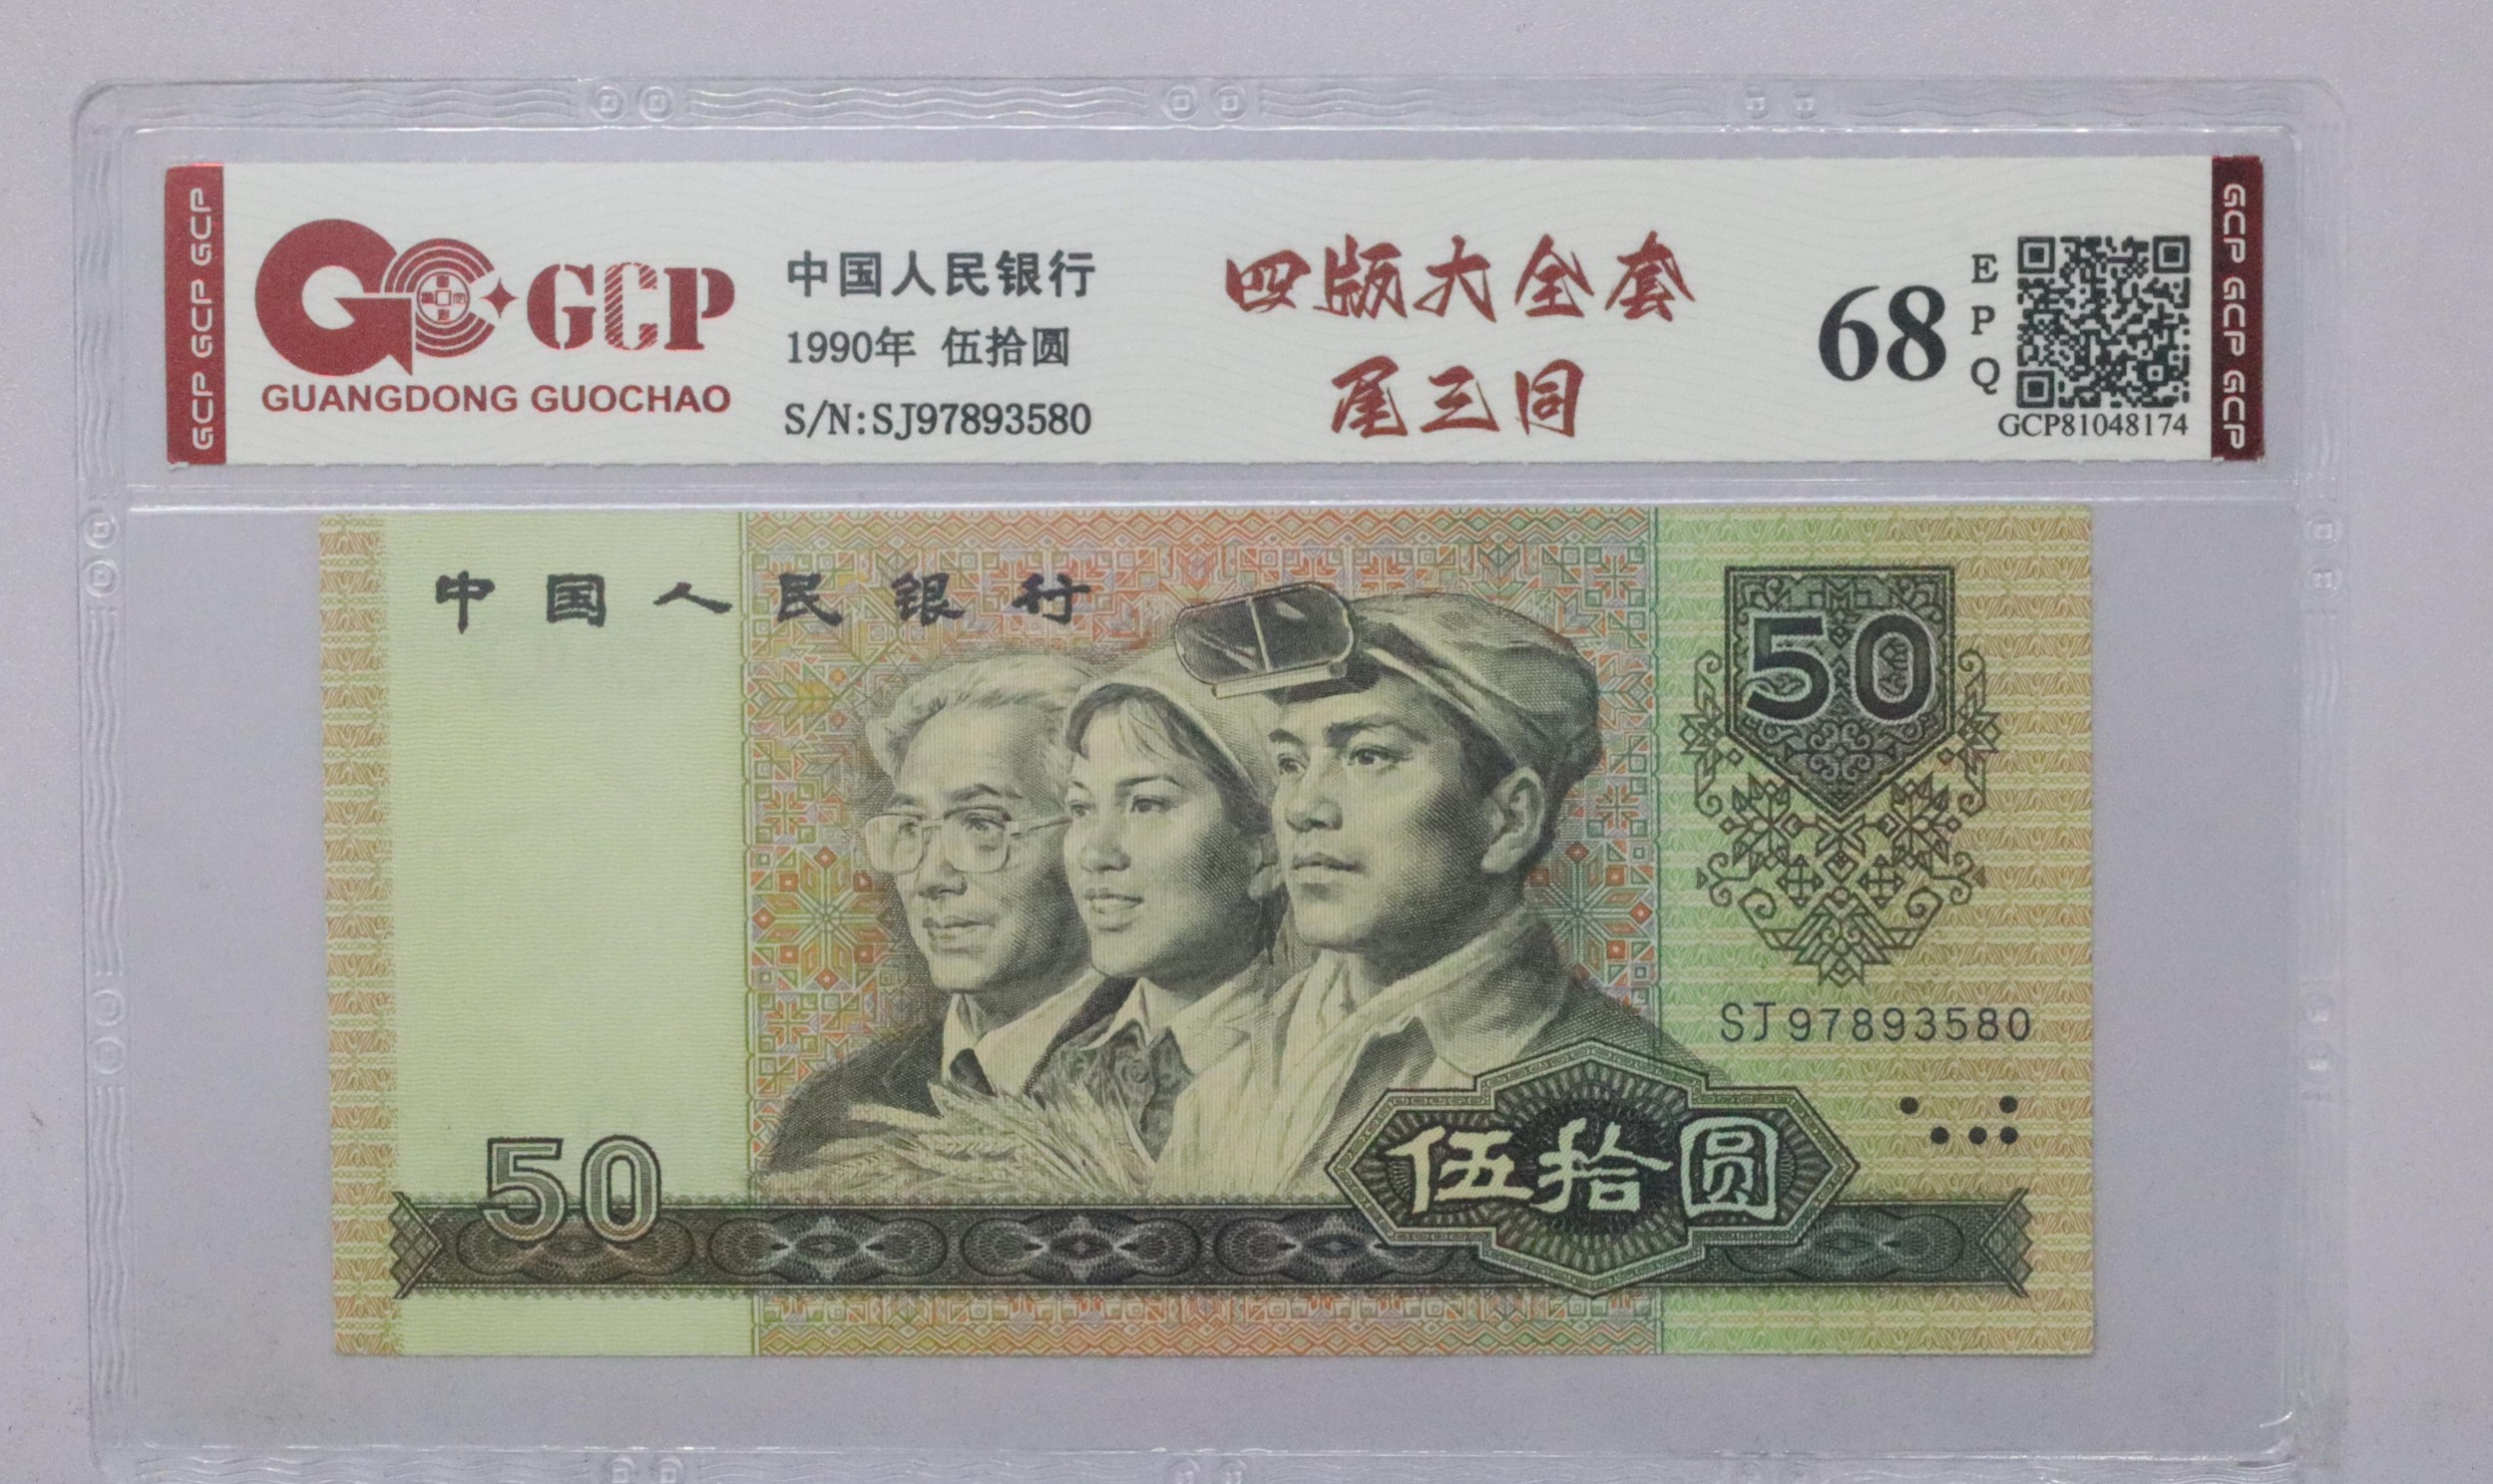 GCP GCP GCP
GCP
GUANGDONG GUOCHAO
中国人民银行
1990年 伍拾圆
S/N:SJ97893580
四版大全套
尾三同
68
EPQ
GCP81048174
GCP GCP GCP
中国人民银行
50
SJ97893580
50
伍拾圆